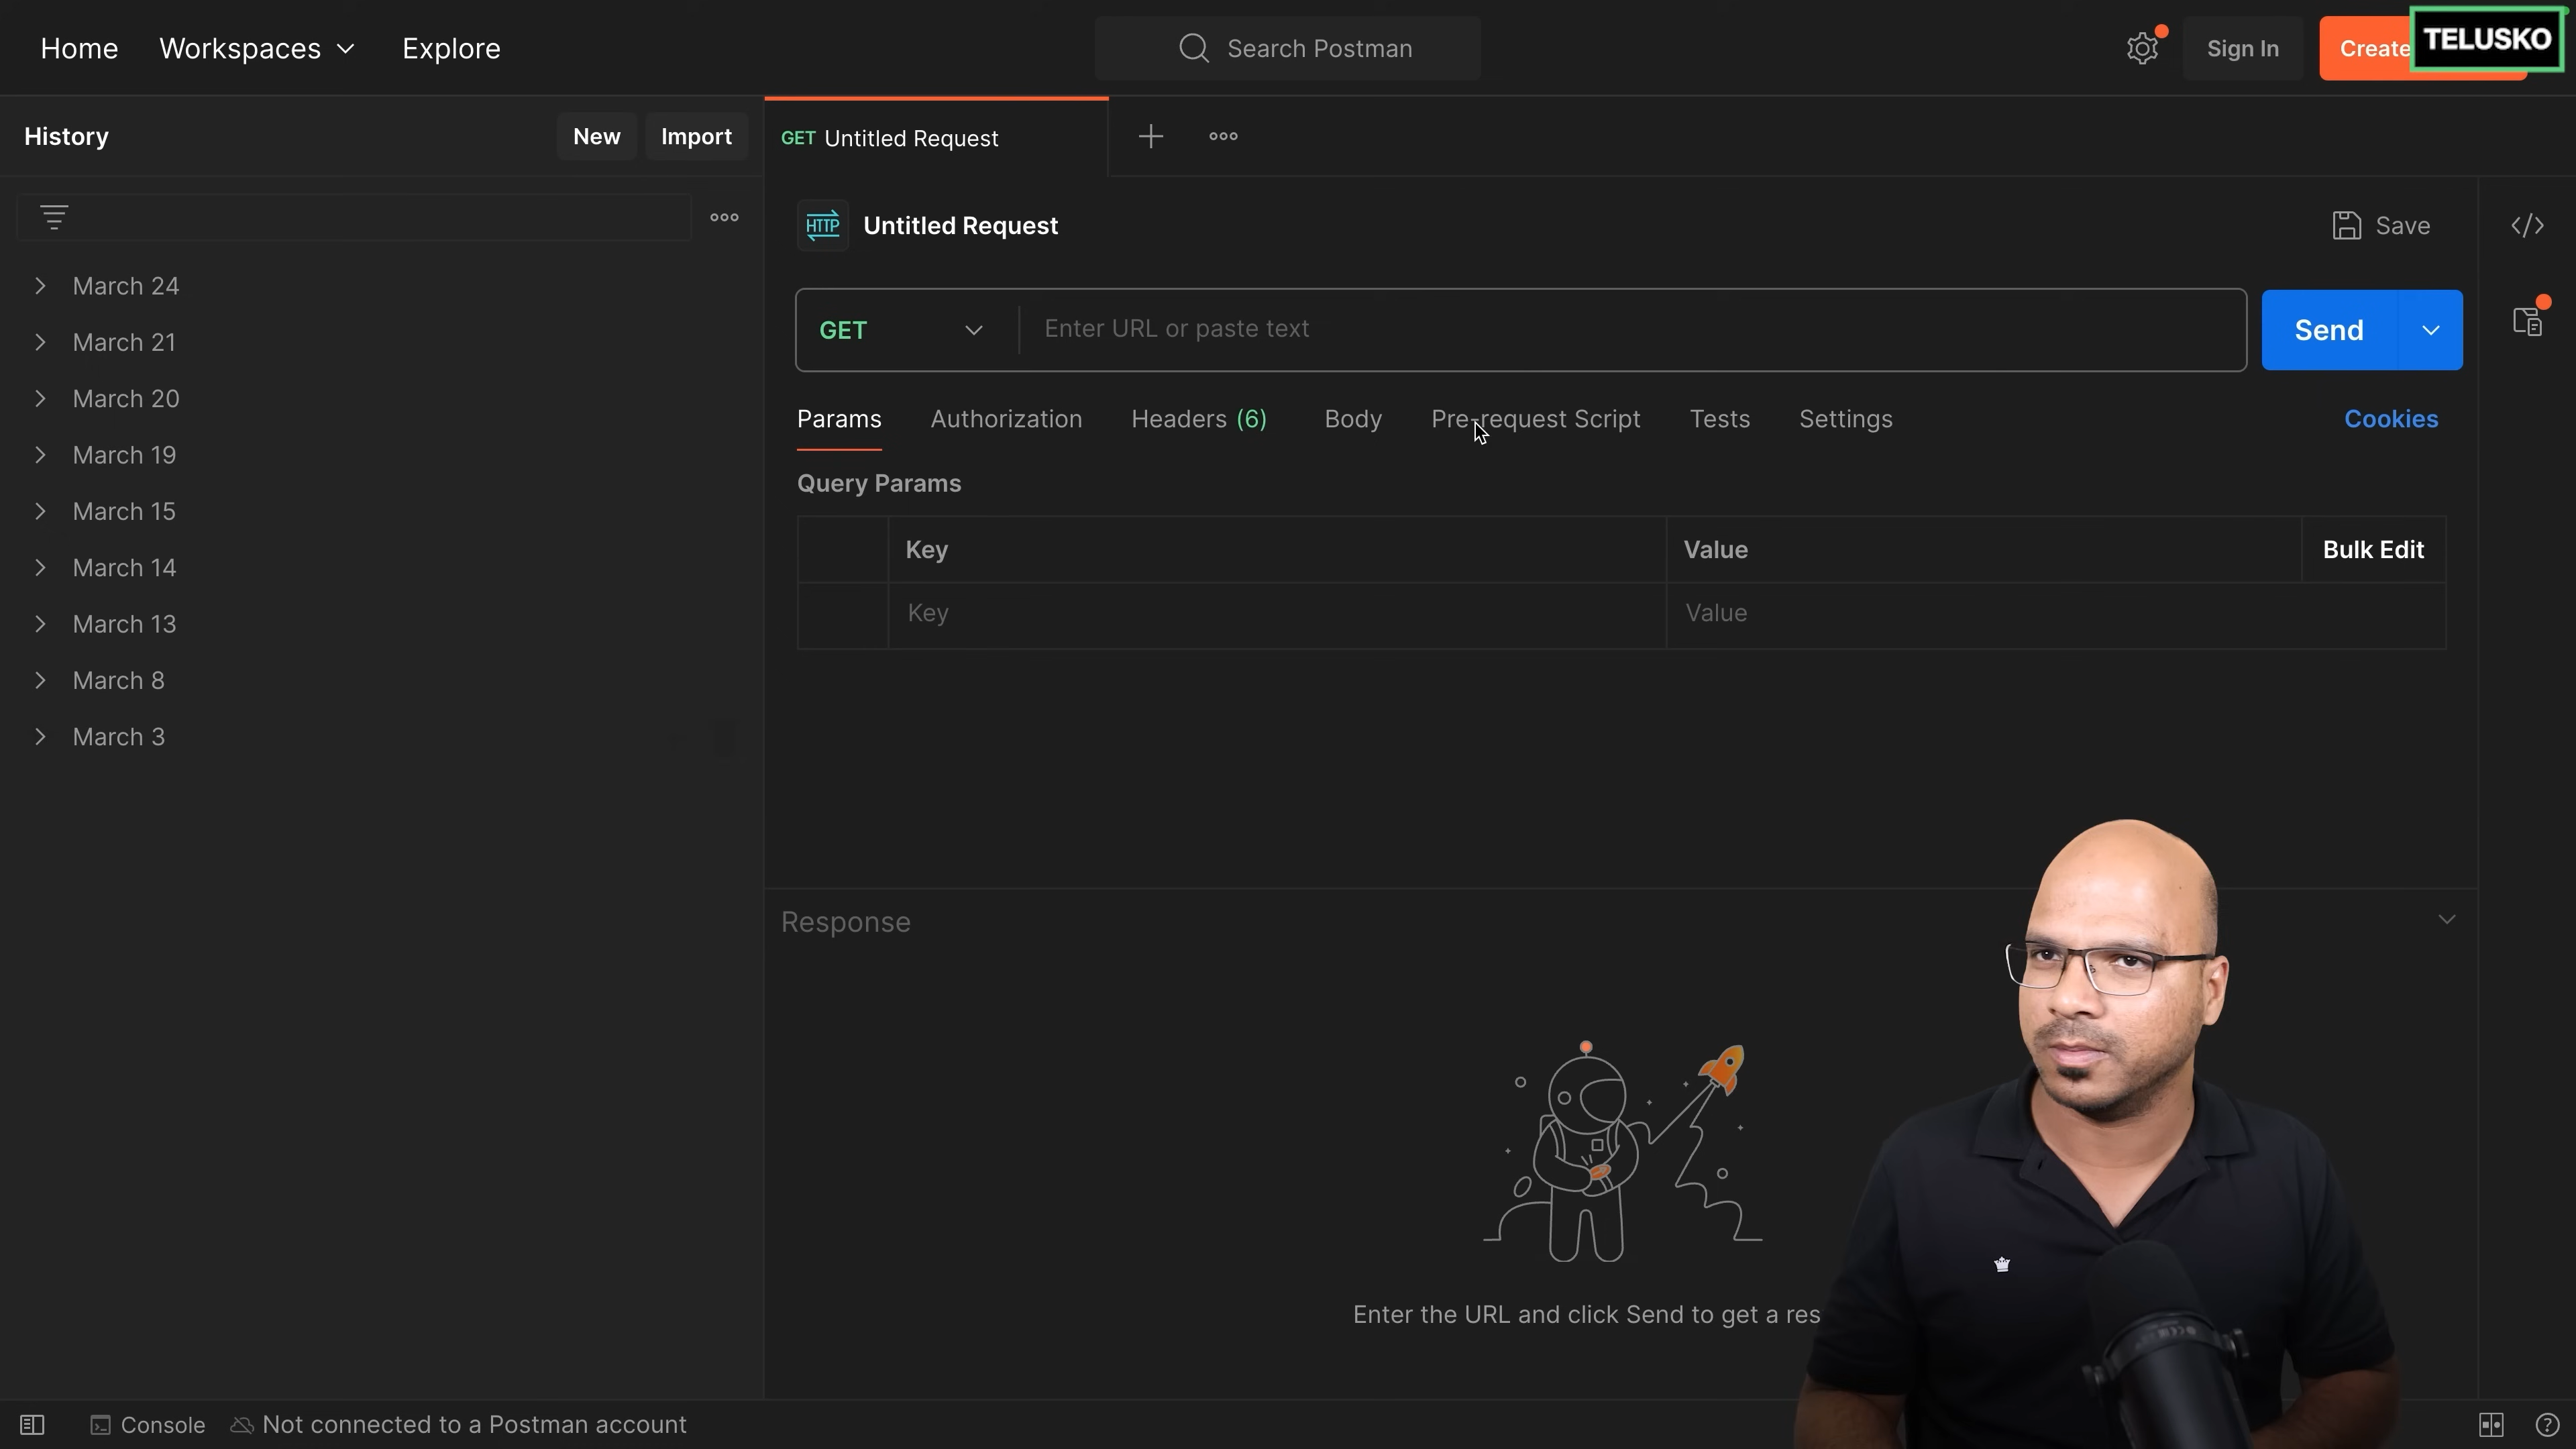 Home
Workspaces
Explore
Search Postman
Sign In
Create
TELUSKO
History
New
Import
GET Untitled Request
HTTP
Untitled Request
Save
</>
March 24
March 21
March 20
March 19
March 15
March 14
March 13
March 8
March 3
GET
Enter URL or paste text
Send
Params
Authorization
Headers (6)
Body
Pre-request Script
Tests
Settings
Cookies
Query Params
Key
Value
Bulk Edit
Key
Value
Response
Enter the URL and click Send to get a res
Console
Not connected to a Postman account